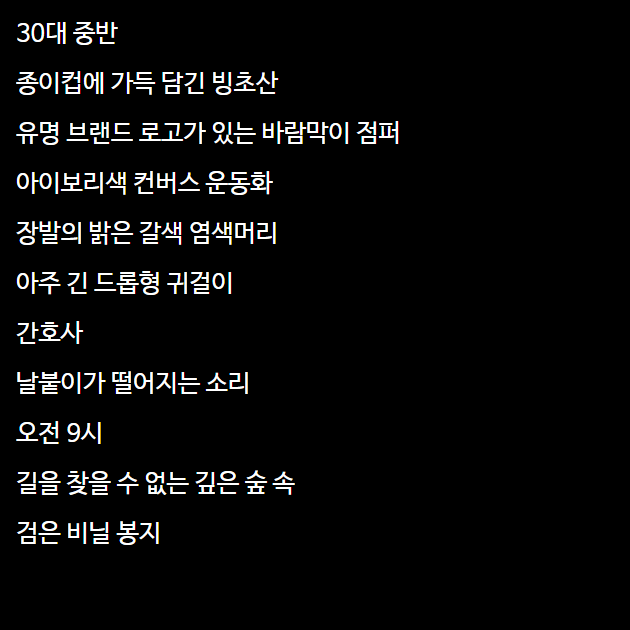 30대 중반
종이컵에 가득 담긴 빙초산
유명 브랜드 로고가 있는 바람막이 점퍼
아이보리색 컨버스 운동화
장발의 밝은 갈색 염색머리
아주 긴 드롭형 귀걸이
간호사
날붙이가 떨어지는 소리
오전 9시
길을 찾을 수 없는 깊은 숲 속
검은 비닐 봉지